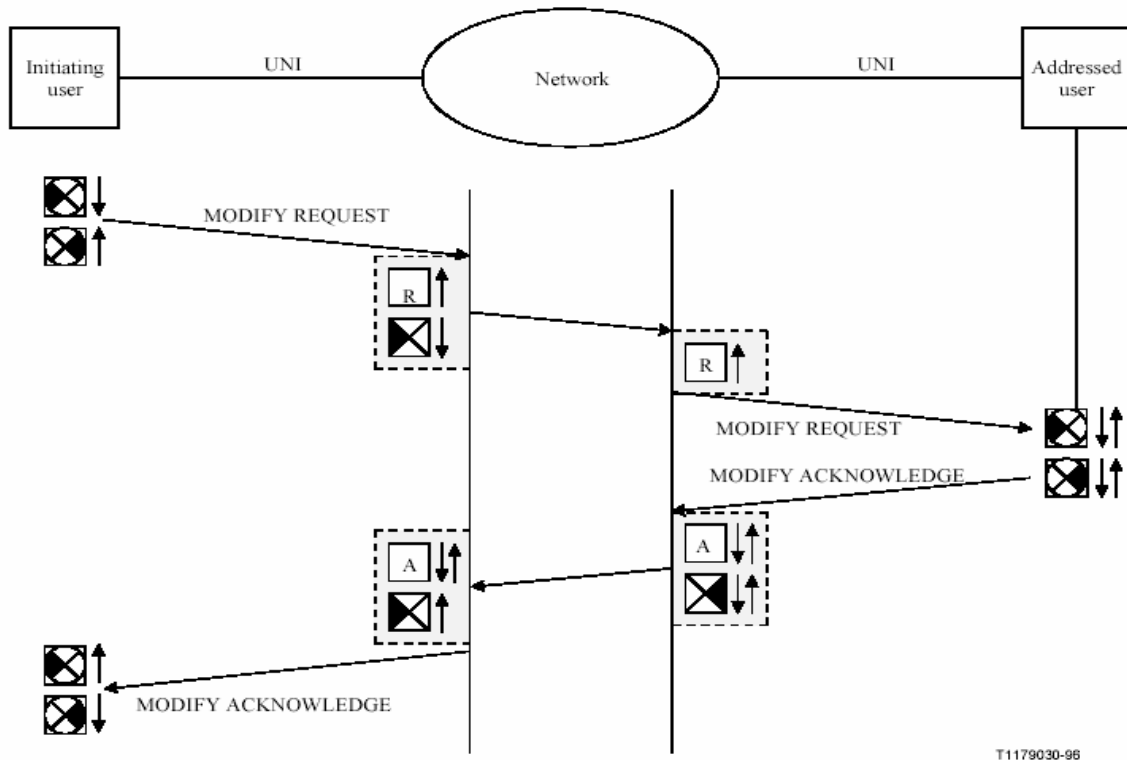 Initiating
user
UNI
Network
UNI
Addressed
user
MODIFY REQUEST
R
R
MODIFY REQUEST
MODIFY ACKNOWLEDGE
A
A
MODIFY ACKNOWLEDGE
T1179030-96